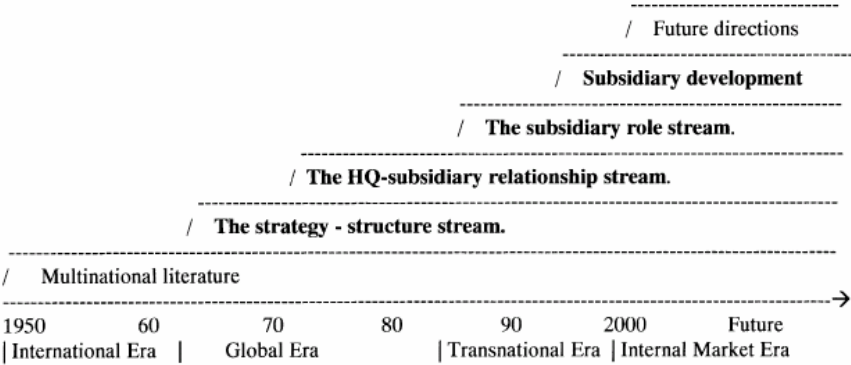 / Future directions
/ Subsidiary development
/ The subsidiary role stream.
/ The HQ-subsidiary relationship stream.
/ The strategy - structure stream.
/ Multinational literature
1950 60 70 80 90 2000 Future
|International Era | Global Era |Transnational Era |Internal Market Era